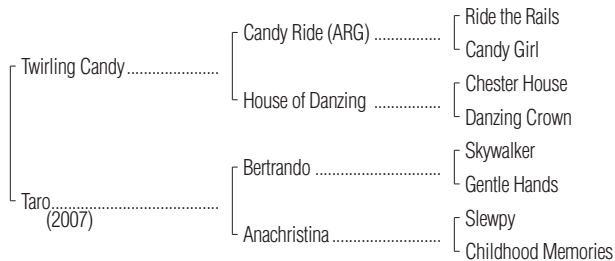 Ride the Rails
Candy Ride (ARG) ................
Candy Girl
Twirling Candy ......................
Chester House
House of Danzing ................
Danzing Crown
Skywalker
Bertrando ..............................
Gentle Hands
Taro.........................................
(2007)
Slewpy
Anachristina ..........................
Childhood Memories